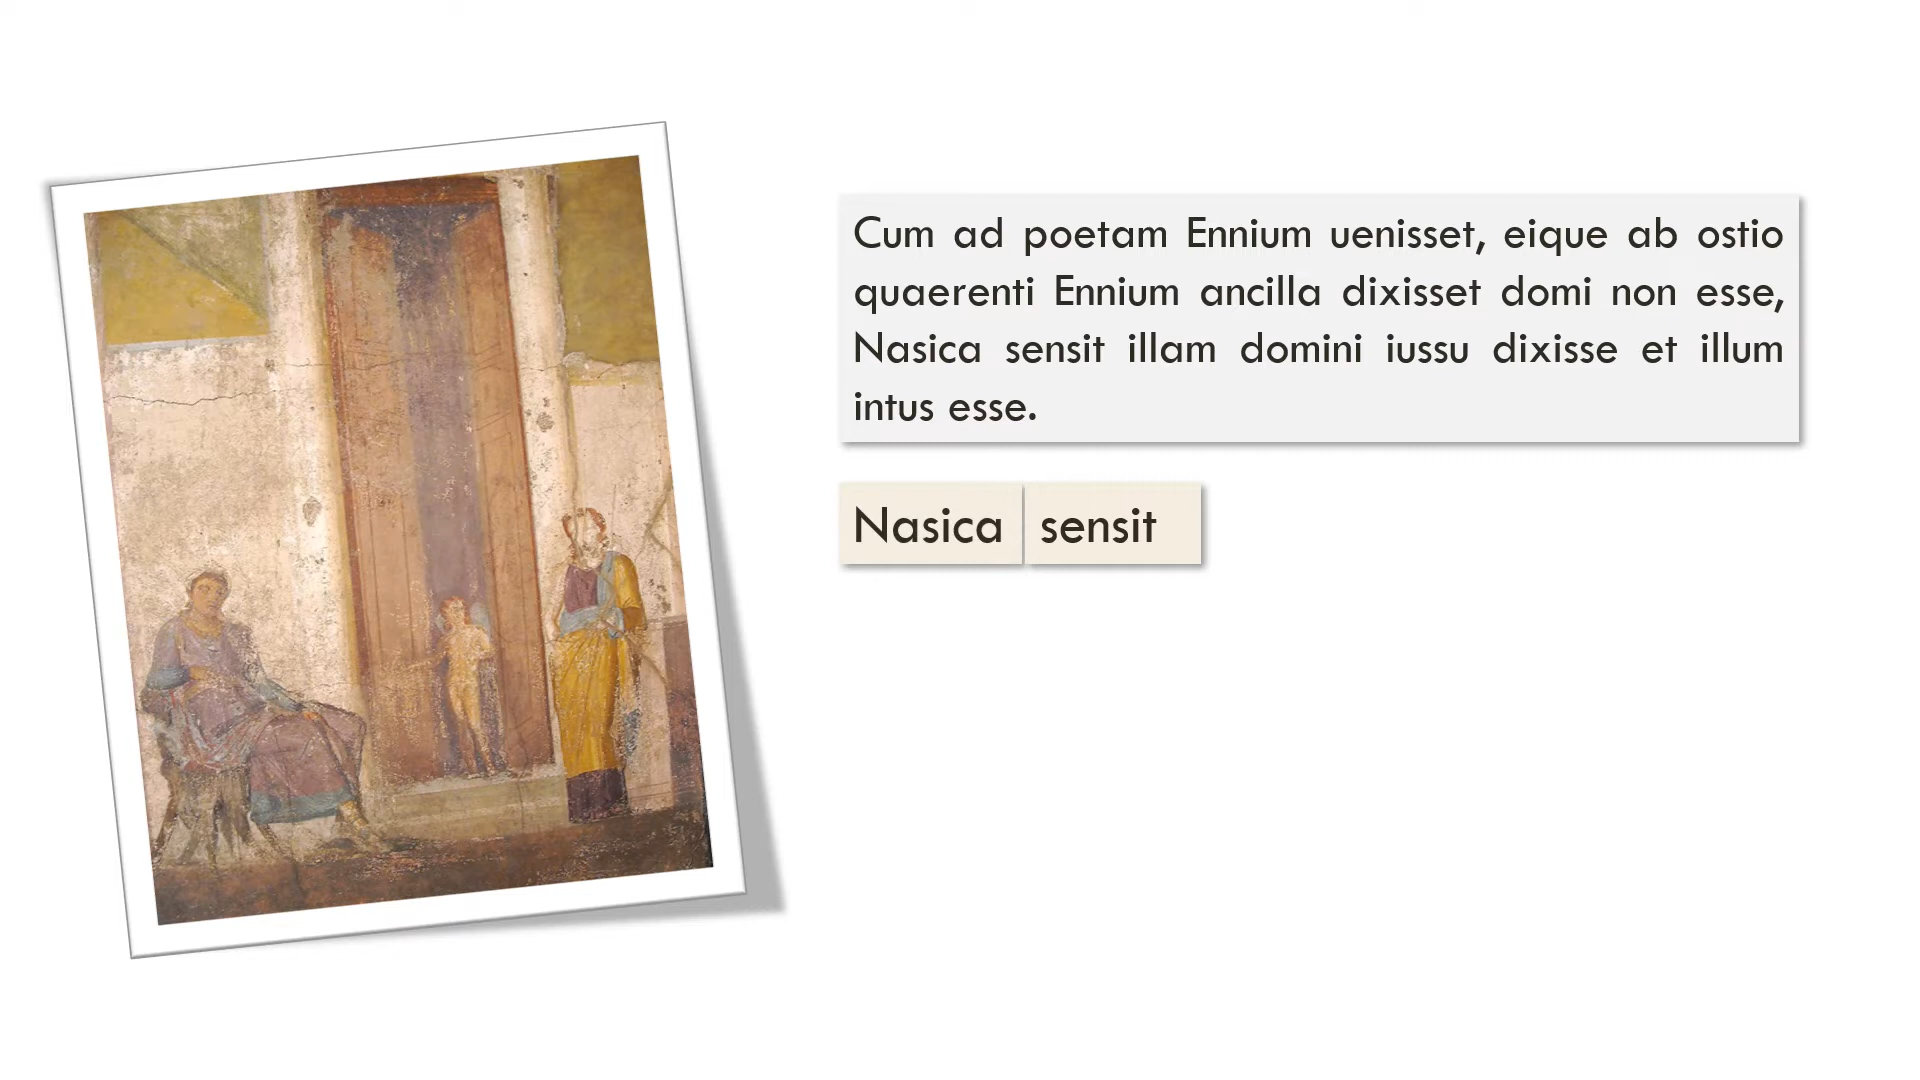 Cum ad poetam Ennium uenisset, eique ab ostio
quaerenti Ennium ancilla dixisset domi non esse,
Nasica sensit illam domini iussu dixisse et illum
intus esse.
Nasica sensit